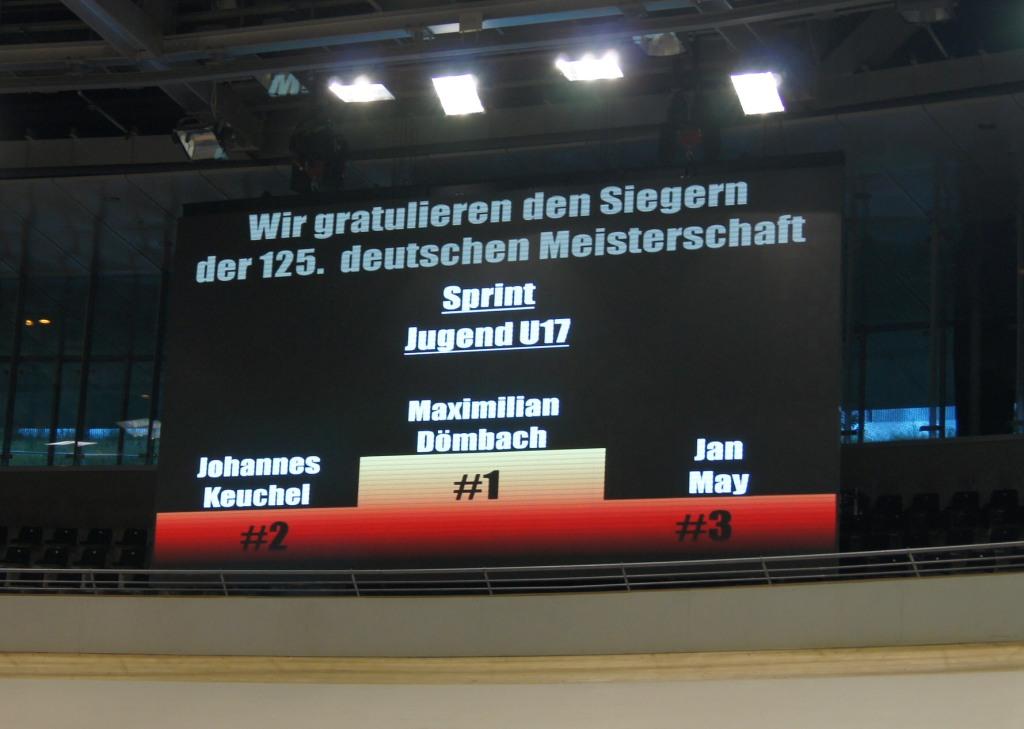 Wir gratulieren den Siegern
der 125. deutschen Meisterschaft
Sprint
Jugend U17
Maximilian
Dömbach
#1
Johannes
Keuchel
#2
Jan
May
#3